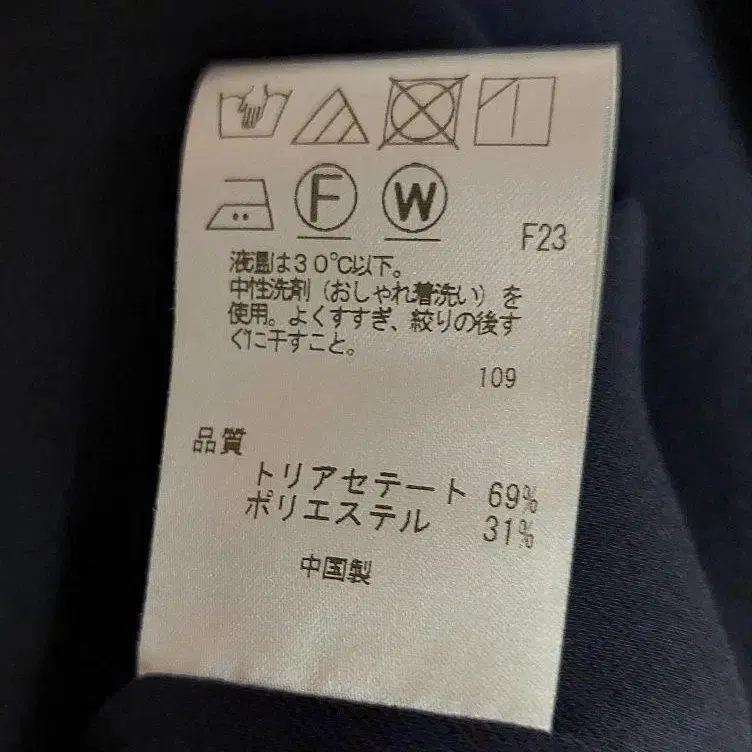 F W
F23
液温は30℃以下。
中性洗剤（おしゃれ着洗い）を
使用。よくすすぎ、絞りの後す
ぐに干すこと。
109
品質
トリアセテート 69%
ポリエステル 31%
中国製